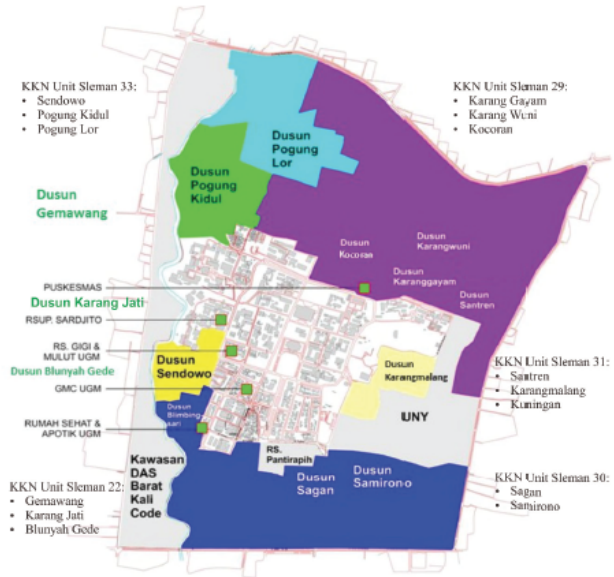 KKN Unit Sleman 33:
• Sendowo
• Pogung Kidul
• Pogung Lor
KKN Unit Sleman 29:
• Karang Gayam
• Karang Wuni
• Kocoran
Dusun
Pogung
Lor
Dusun
Pogung
Kidul
Dusun
Gemawang
Dusun
Karangwuni
Dusun
Kocoran
Dusun
Karanggayam
Dusun
Santren
PUSKESMAS
Dusun Karang Jati
RSUP. SARDJITO
RS. GIGI &
MULUT UGM
Dusun Blunyah Gede
GMC UGM
RUMAH SEHAT &
APOTIK UGM
Dusun
Sendowo
Dusun
Blimbing
sari
Dusun
Karangmalang
UNY
KKN Unit Sleman 31:
• Santren
• Karangmalang
• Kuningan
RS.
Pantirapih
Kawasan
DAS
Barat
Kali
Code
Dusun
Sagan
Dusun
Samirono
KKN Unit Sleman 22:
• Gemawang
• Karang Jati
• Blunyah Gede
KKN Unit Sleman 30:
• Sagan
• Samirono